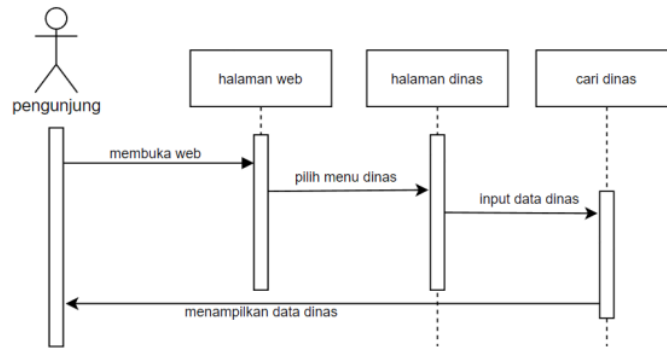 halaman web
halaman dinas
cari dinas
pengunjung
membuka web
pilih menu dinas
input data dinas
menampilkan data dinas